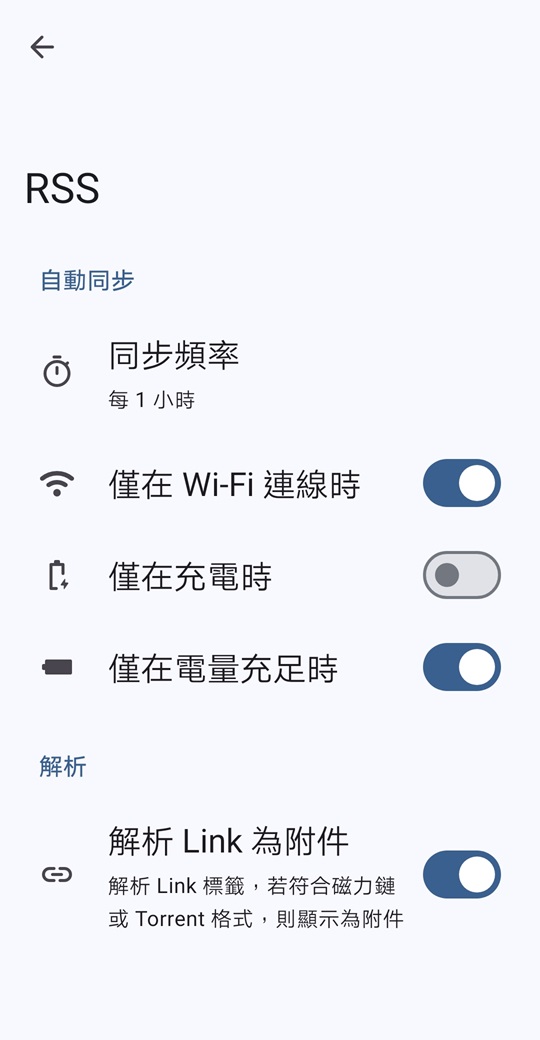 RSS
自動同步
同步頻率
每 1 小時
僅在 Wi-Fi 連線時
僅在充電時
僅在電量充足時
解析
解析 Link 為附件
解析 Link 標籤，若符合磁力鏈
或 Torrent 格式，則顯示為附件